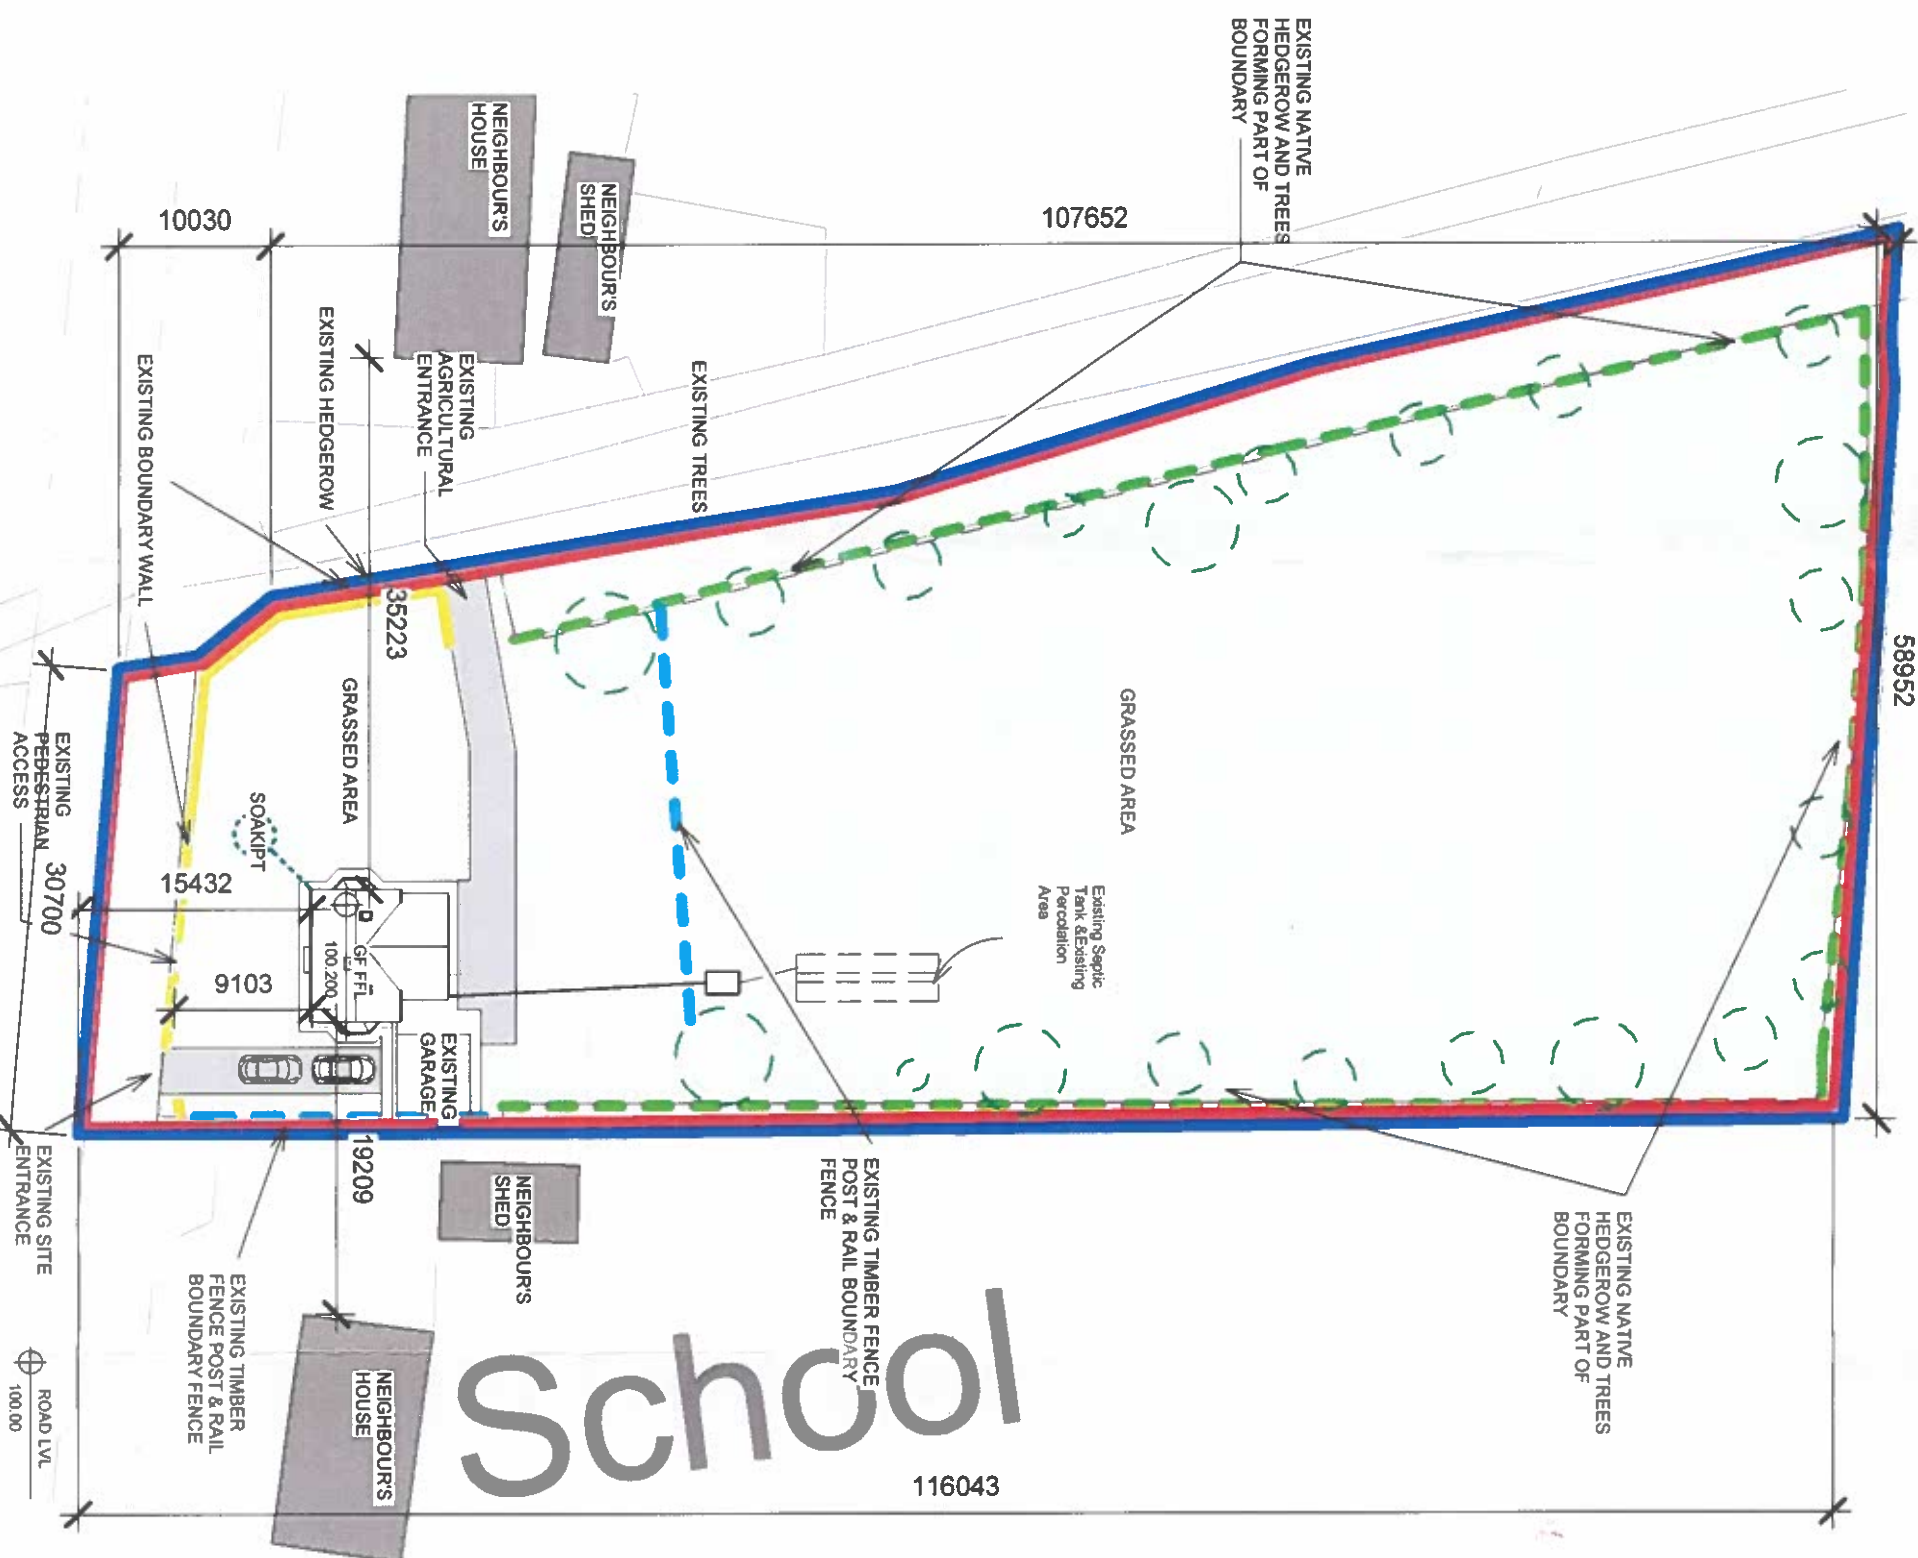 EXISTING NATIVE
HEDGEROW AND TREES
FORMING PART OF
BOUNDARY
10030
107652
NEIGHBOUR'S
HOUSE
NEIGHBOUR'S
SHED
EXISTING BOUNDARY WALL
EXISTING HEDGEROW
EXISTING
AGRICULTURAL
ENTRANCE
EXISTING TREES
35223
58952
GRASSED AREA
GRASSED AREA
EXISTING
PEDESTRIAN
ACCESS
30700
SOAKIPT
15432
9103
D
GF FFL
100.200
EXISTING
GARAGE
Existing Septic
Tank &Existing
Percolation
Area
19209
EXISTING SITE
ENTRANCE
EXISTING TIMBER
FENCE POST & RAIL
BOUNDARY FENCE
NEIGHBOUR'S
SHED
NEIGHBOUR'S
HOUSE
EXISTING TIMBER FENCE
POST & RAIL BOUNDARY
FENCE
EXISTING NATIVE
HEDGEROW AND TREES
FORMING PART OF
BOUNDARY
School
116043
ROAD LVL
100.00